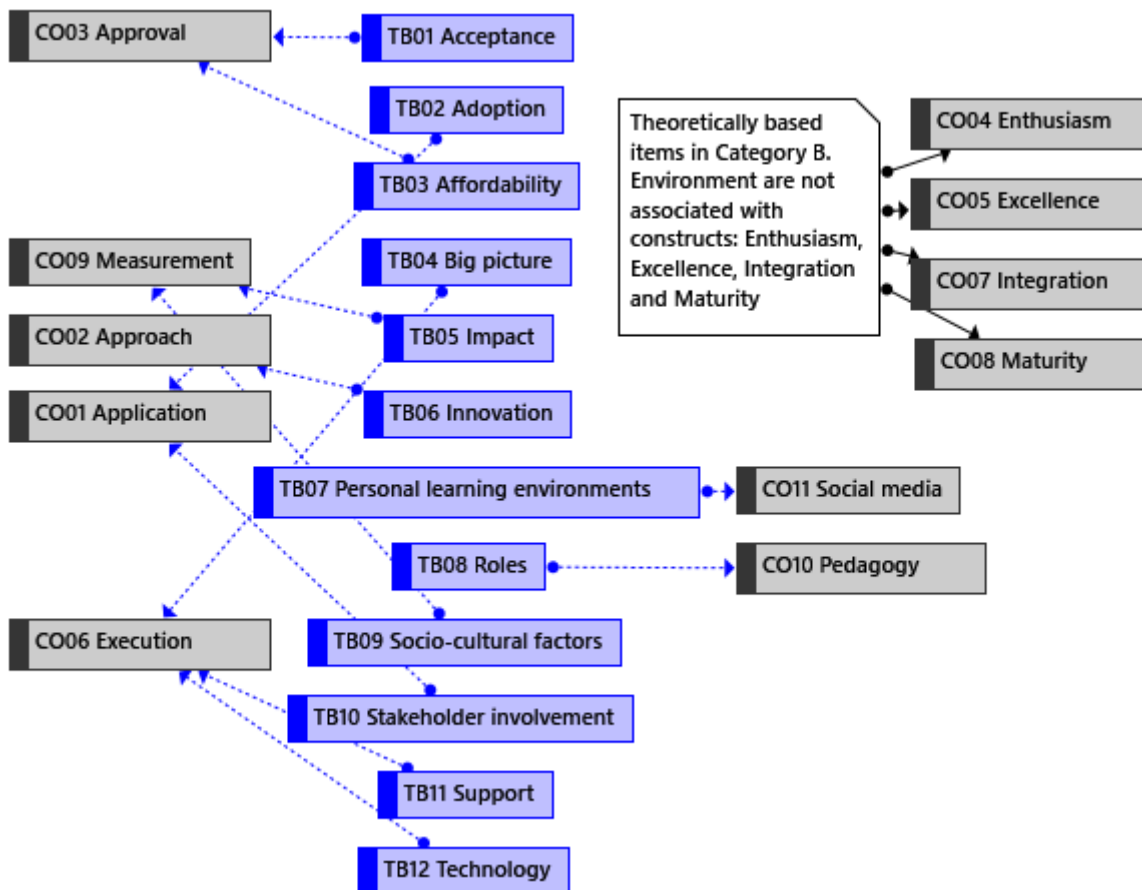 CO03 Approval
TB01 Acceptance
TB02 Adoption
TB03 Affordability
CO09 Measurement
TB04 Big picture
CO02 Approach
TB05 Impact
CO01 Application
TB06 Innovation
TB07 Personal learning environments
CO11 Social media
TB08 Roles
CO10 Pedagogy
CO06 Execution
TB09 Socio-cultural factors
TB10 Stakeholder involvement
TB11 Support
TB12 Technology
Theoretically based
items in Category B.
Environment are not
associated with
constructs: Enthusiasm,
Excellence, Integration
and Maturity
CO04 Enthusiasm
CO05 Excellence
CO07 Integration
CO08 Maturity